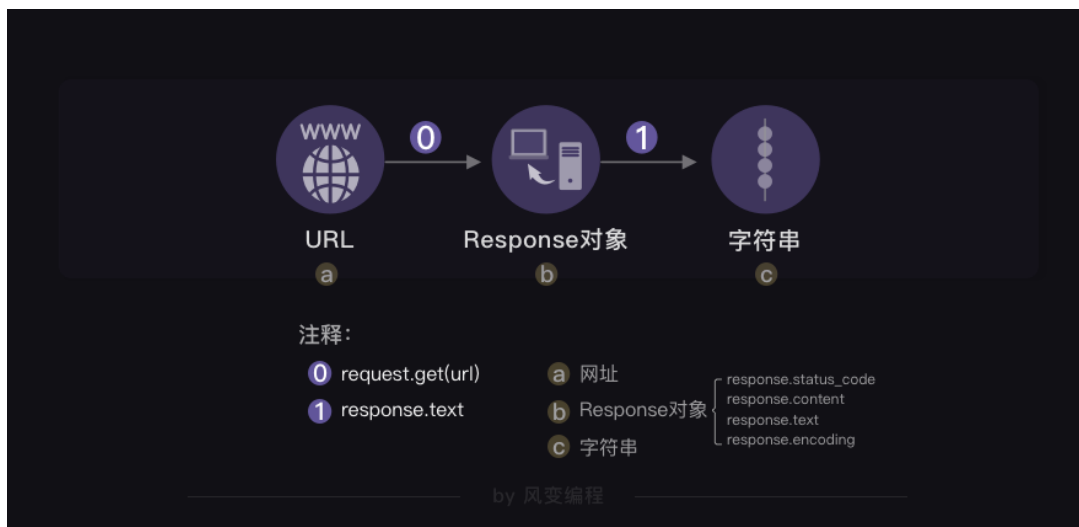 WWW
0
1
URL
Response对象
字符串
a
b
c
注释：
0 request.get(url)
1 response.text
a 网址
b Response对象
c 字符串
response.status_code
response.content
response.text
response.encoding
by 风变编程